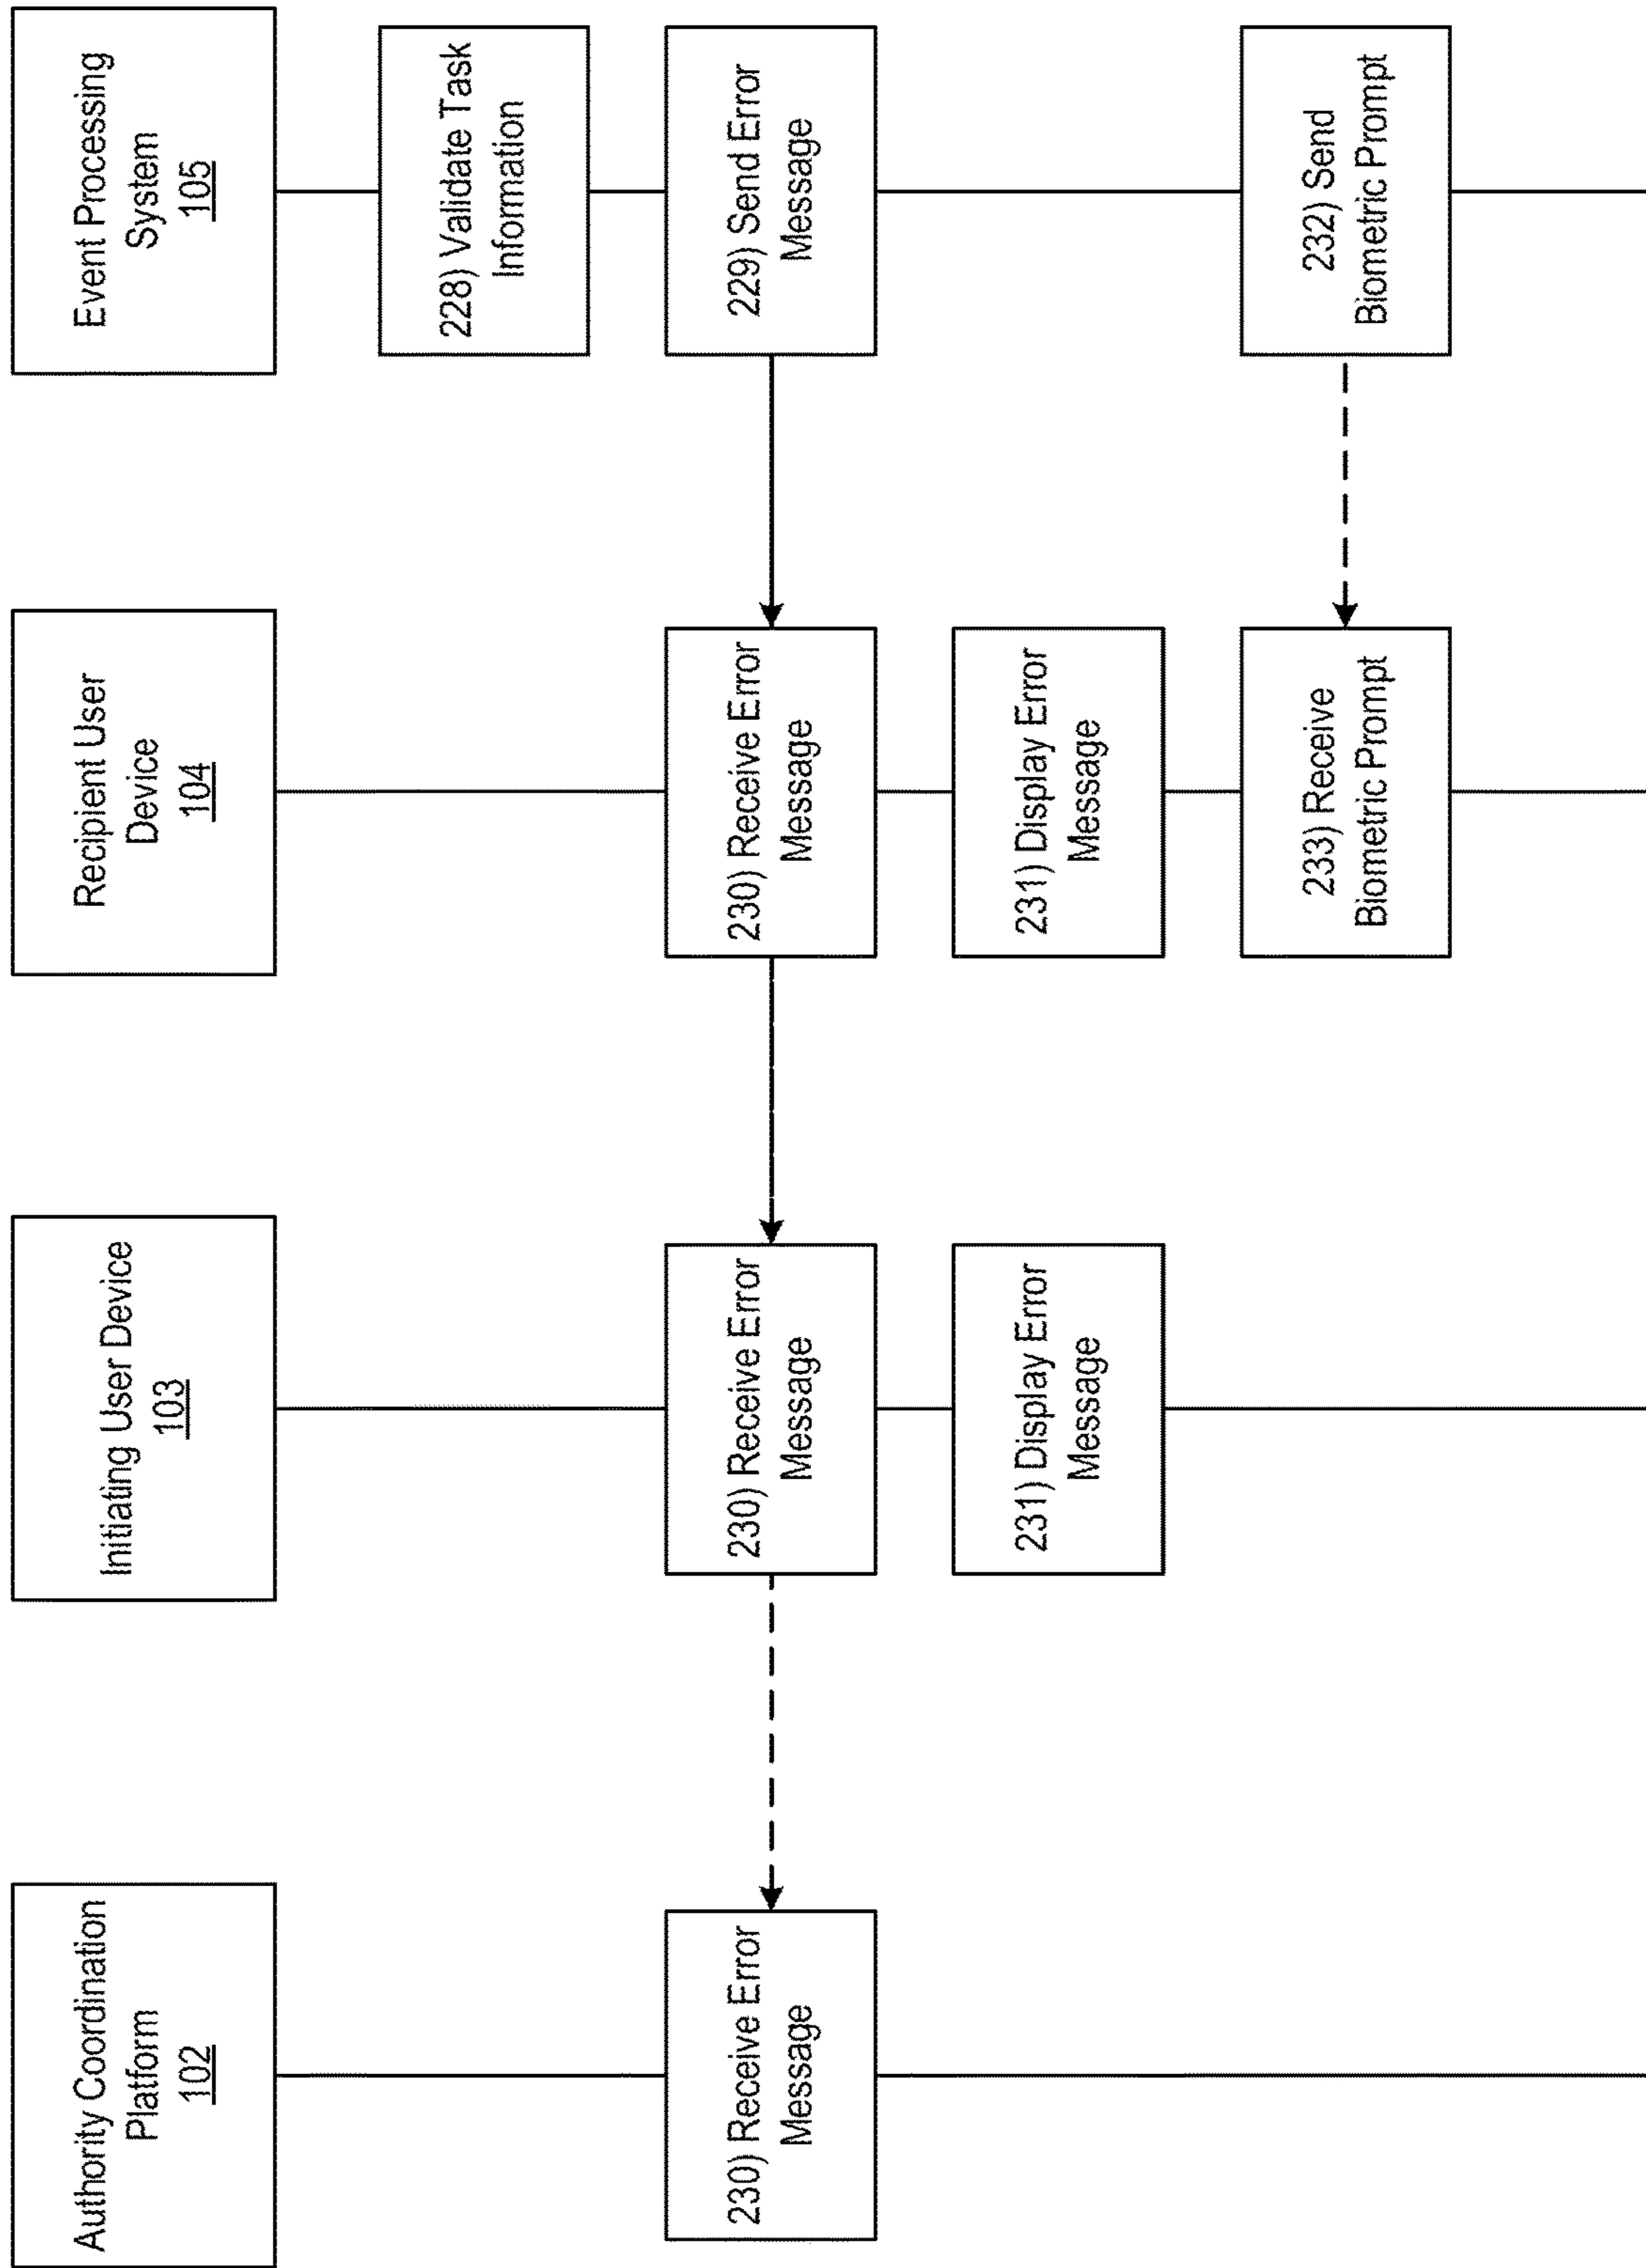 Authority Coordination
Platform
102
Initiating User Device
103
Recipient User
Device
104
Event Processing
System
105
228) Validate Task
Information
230) Receive Error
Message
230) Receive Error
Message
230) Receive Error
Message
229) Send Error
Message
231) Display Error
Message
231) Display Error
Message
233) Receive
Biometric Prompt
232) Send
Biometric Prompt